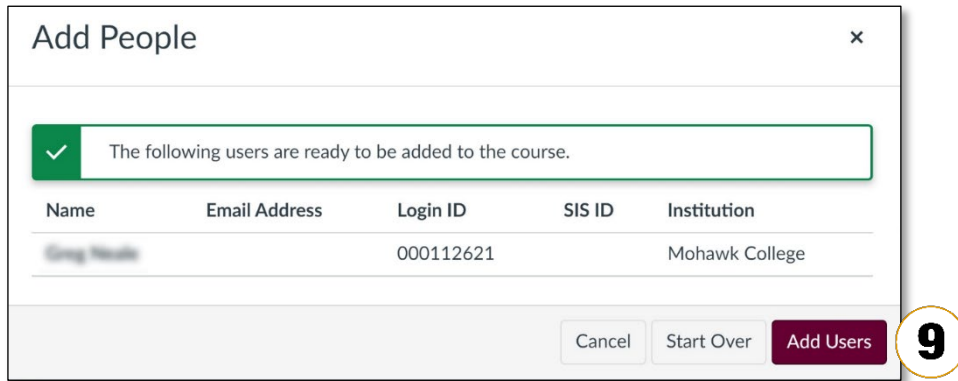 Add People ×
The following users are ready to be added to the course.
Name Email Address Login ID SIS ID Institution
000112621 Mohawk College
Cancel Start Over Add Users 9